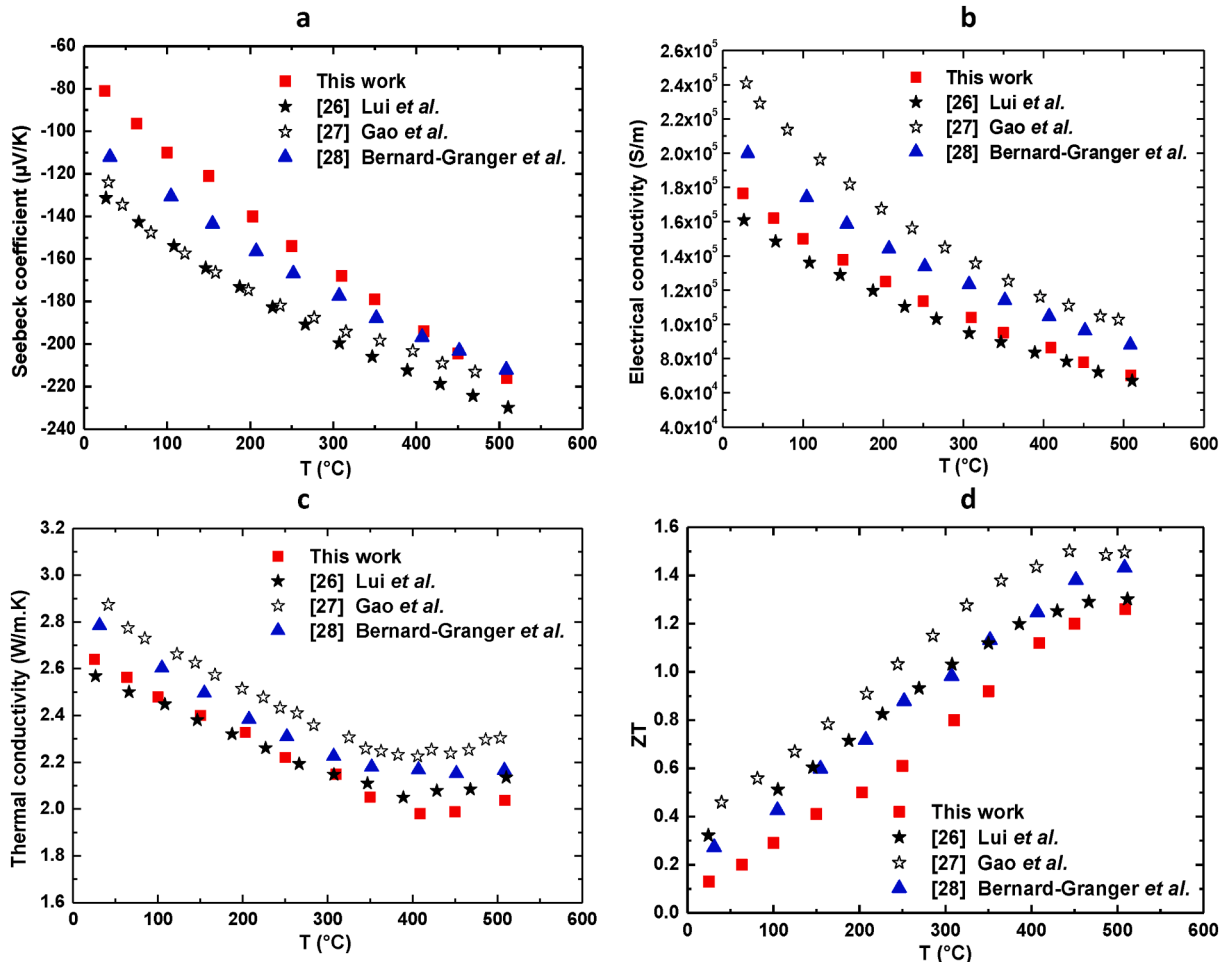 a
-60
-80
-100
-120
-140
-160
-180
-200
-220
-240
Seebeck coefficient (µV/K)
This work
[26] Lui et al.
[27] Gao et al.
[28] Bernard-Granger et al.
0 100 200 300 400 500 600
T (°C)
b
2.6x10⁵
2.4x10⁵
2.2x10⁵
2.0x10⁵
1.8x10⁵
1.6x10⁵
1.4x10⁵
1.2x10⁵
1.0x10⁵
8.0x10⁴
6.0x10⁴
4.0x10⁴
Electrical conductivity (S/m)
This work
[26] Lui et al.
[27] Gao et al.
[28] Bernard-Granger et al.
0 100 200 300 400 500 600
T (°C)
c
3.2
3.0
2.8
2.6
2.4
2.2
2.0
1.8
1.6
Thermal conductivity (W/m.K)
This work
[26] Lui et al.
[27] Gao et al.
[28] Bernard-Granger et al.
0 100 200 300 400 500 600
T (°C)
d
1.6
1.4
1.2
1.0
0.8
0.6
0.4
0.2
0.0
ZT
This work
[26] Lui et al.
[27] Gao et al.
[28] Bernard-Granger et al.
0 100 200 300 400 500 600
T (°C)